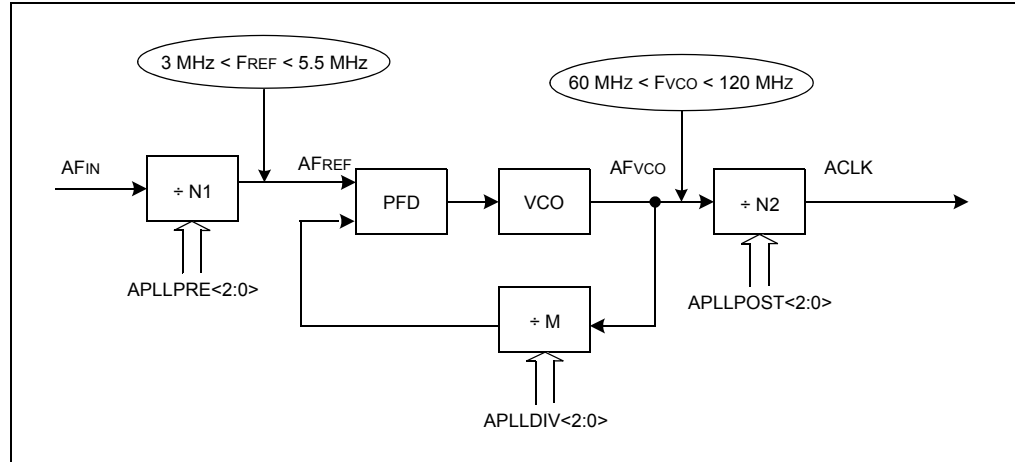 3 MHz < FREF < 5.5 MHz
60 MHz < FVCO < 120 MHz
AFIN
AFREF
AFVCO
ACLK
÷ N1
PFD
VCO
÷ N2
APLLPRE<2:0>
APLLPOST<2:0>
÷ M
APLLDIV<2:0>